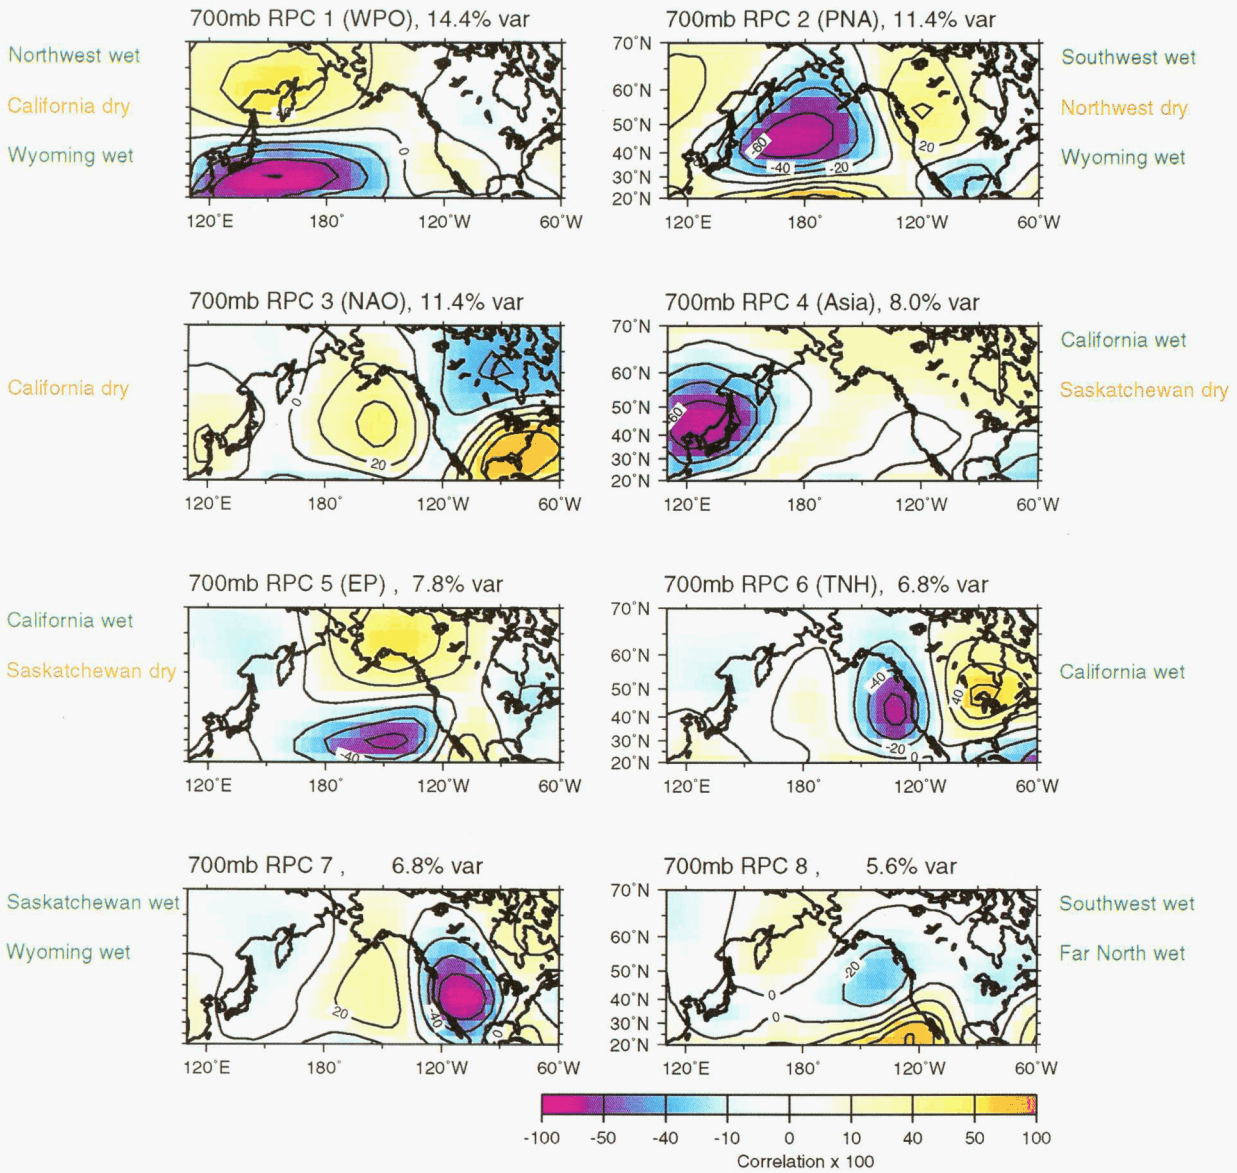 700mb RPC 1 (WPO), 14.4% var
Northwest wet
California dry
Wyoming wet
0
120˚E 180 120˚W 60˚W
700mb RPC 2 (PNA), 11.4% var
70˚N
60˚N
50˚N
40˚N
30˚N
20˚N
-60
-40
-20
20
120˚E 180˚ 120˚W 60˚W
Southwest wet
Northwest dry
Wyoming wet
700mb RPC 3 (NAO), 11.4% var
California dry
0
20
120˚E 180˚ 120˚W 60˚W
700mb RPC 4 (Asia), 8.0% var
70˚N
60˚N
50˚N
40˚N
30˚N
20˚N
-60
120˚E 180˚ 120˚W 60˚W
California wet
Saskatchewan dry
700mb RPC 5 (EP) , 7.8% var
California wet
Saskatchewan dry
-40
120˚E 180˚ 120˚W 60˚W
700mb RPC 6 (TNH), 6.8% var
70˚N
60˚N
50˚N
40˚N
30˚N
20˚N
-40
-20
0
40
120˚E 180˚ 120˚W 60˚W
California wet
700mb RPC 7 , 6.8% var
Saskatchewan wet
Wyoming wet
20
-40
0
120˚E 180˚ 120˚W 60˚W
700mb RPC 8 , 5.6% var
70˚N
60˚N
50˚N
40˚N
30˚N
20˚N
-20
0
0
120˚E 180˚ 120˚W 60˚W
Southwest wet
Far North wet
-100 -50 -40 -10 0 10 40 50 100
Correlation x 100